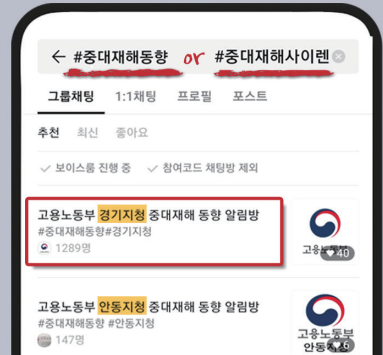 ← #중대재해동향 or #중대재해사이렌
그룹채팅 1:1채팅 프로필 포스트
추천 최신 좋아요
✓ 보이스룸 진행 중 ✓ 참여코드 채팅방 제외
고용노동부 경기지청 중대재해 동향 알림방
#중대재해동향#경기지청
1289명
고용노동부
40
고용노동부 안동지청 중대재해 동향 알림방
#중대재해동향 #안동지청
147명
고용노동부
안동지청
6